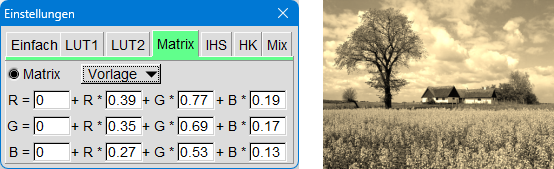 Einstellungen
Einfach LUT1 LUT2 Matrix IHS HK Mix
Matrix Vorlage
R = 0 + R * 0.39 + G * 0.77 + B * 0.19
G = 0 + R * 0.35 + G * 0.69 + B * 0.17
B = 0 + R * 0.27 + G * 0.53 + B * 0.13